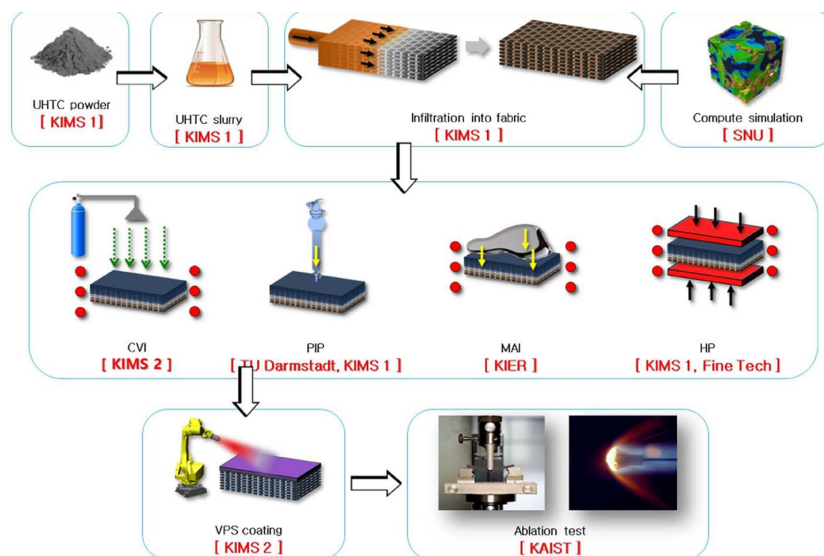 UHTC powder
[ KIMS 1]
UHTC slurry
[ KIMS 1 ]
Infiltration into fabric
[ KIMS 1 ]
Compute simulation
[ SNU ]
CVI
[ KIMS 2 ]
PIP
[ TU Darmstadt, KIMS 1 ]
MAI
[ KIER ]
HP
[ KIMS 1, Fine Tech ]
VPS coating
[ KIMS 2 ]
Ablation test
[ KAIST ]